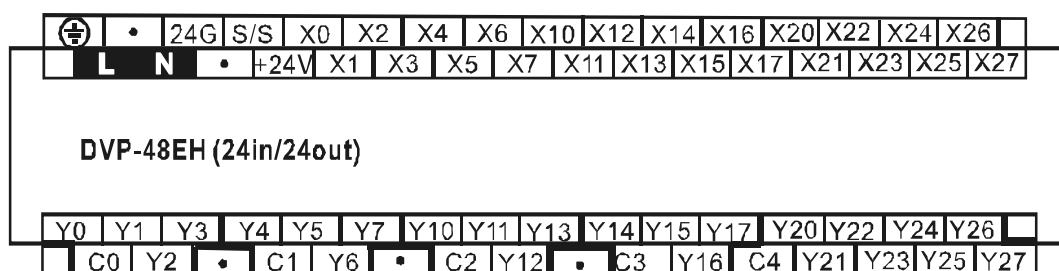 • 24G S/S X0 X2 X4 X6 X10 X12 X14 X16 X20 X22 X24 X26
L N • +24V X1 X3 X5 X7 X11 X13 X15 X17 X21 X23 X25 X27
DVP-48EH (24in/24out)
Y0 Y1 Y3 Y4 Y5 Y7 Y10 Y11 Y13 Y14 Y15 Y17 Y20 Y22 Y24 Y26
C0 Y2 • C1 Y6 • C2 Y12 • C3 Y16 C4 Y21 Y23 Y25 Y27